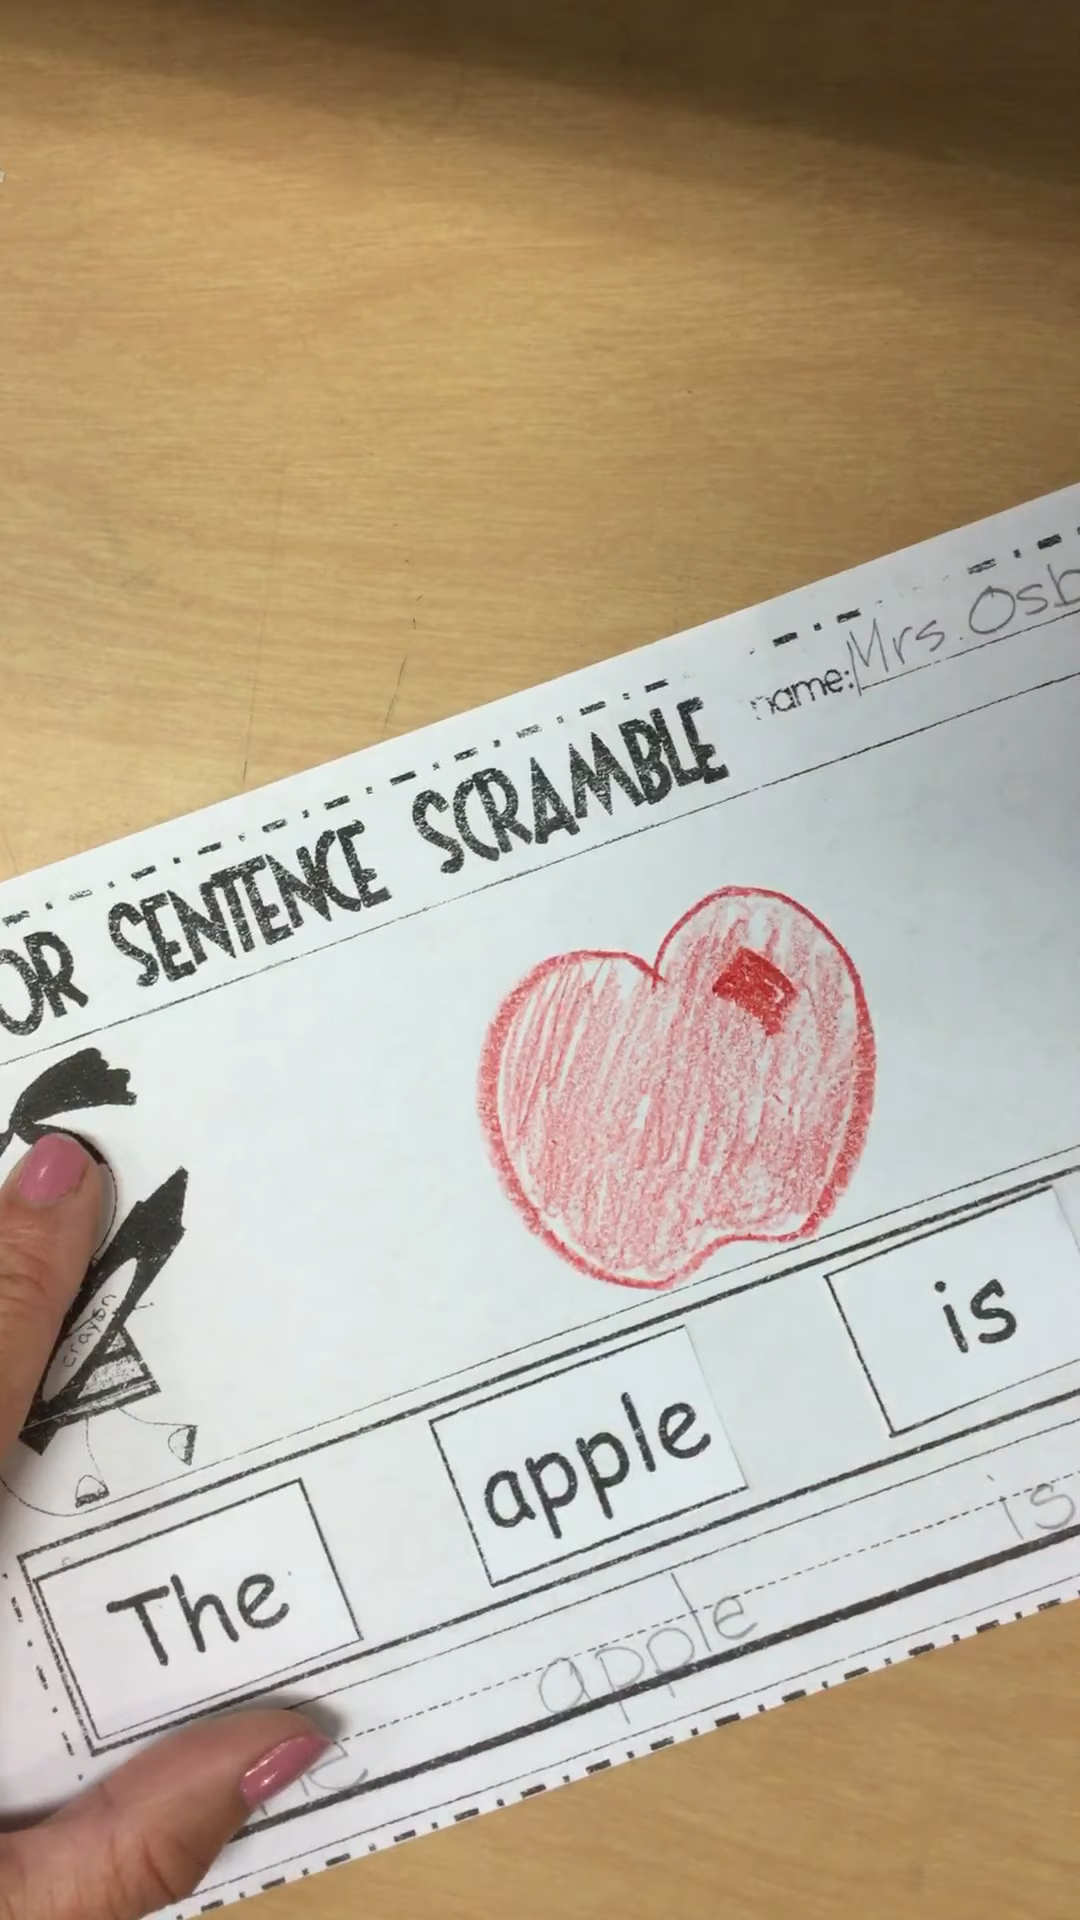 name: Mrs. Osb
OR SENTENCE SCRAMBLE
crayon
The apple is
apple is